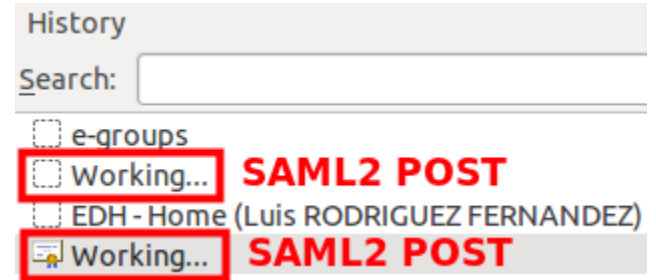 History
Search:
e-groups
Working... SAML2 POST
EDH - Home (Luis RODRIGUEZ FERNANDEZ)
Working... SAML2 POST